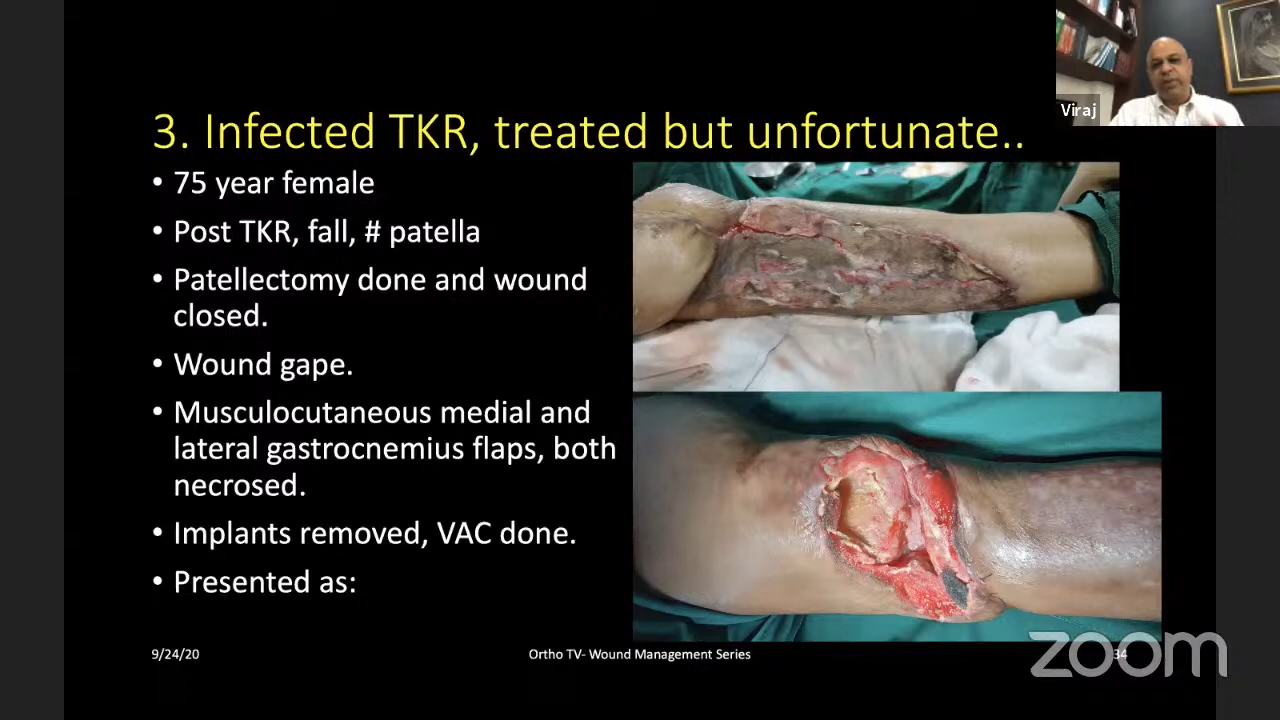 Viraj
3. Infected TKR, treated but unfortunate..
• 75 year female
• Post TKR, fall, # patella
• Patellectomy done and wound
closed.
• Wound gape.
• Musculocutaneous medial and
lateral gastrocnemius flaps, both
necrosed.
• Implants removed, VAC done.
• Presented as:
9/24/20
Ortho TV- Wound Management Series
34
zoom